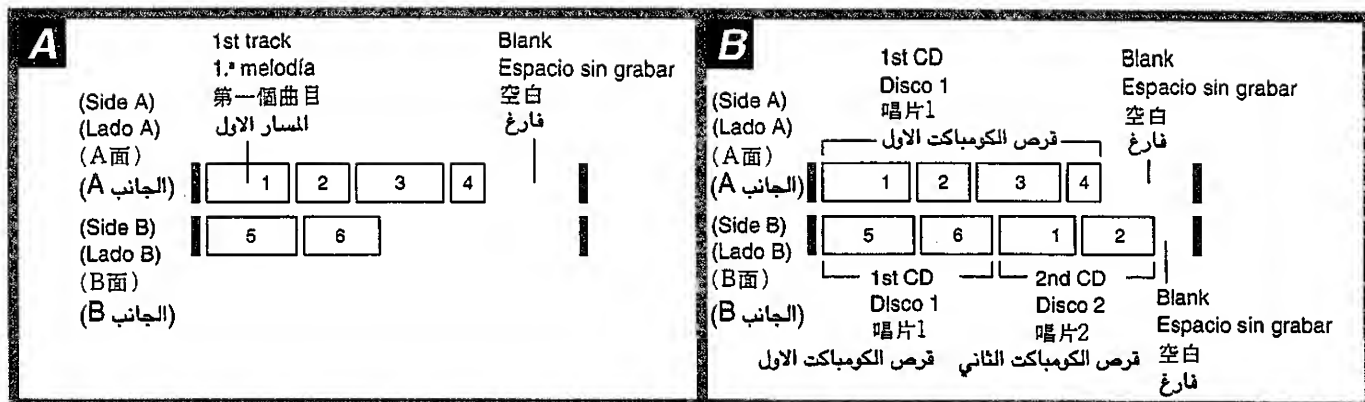 A
1st track
1.ª melodía
第一個曲目
المسار الاول
Blank
Espacio sin grabar
空白
فارغ
(Side A)
(Lado A)
(A面)
(الجانب A)
1 2 3 4
(Side B)
(Lado B)
(B面)
(الجانب B)
5 6
B
1st CD
Disco 1
唱片1
قرص الكومباكت الاول
Blank
Espacio sin grabar
空白
فارغ
(Side A)
(Lado A)
(A面)
(الجانب A)
1 2 3 4
(Side B)
(Lado B)
(B面)
(الجانب B)
5 6 1 2
1st CD
Disco 1
唱片1
قرص الكومباكت الاول
2nd CD
Disco 2
唱片2
قرص الكومباكت الثاني
Blank
Espacio sin grabar
空白
فارغ